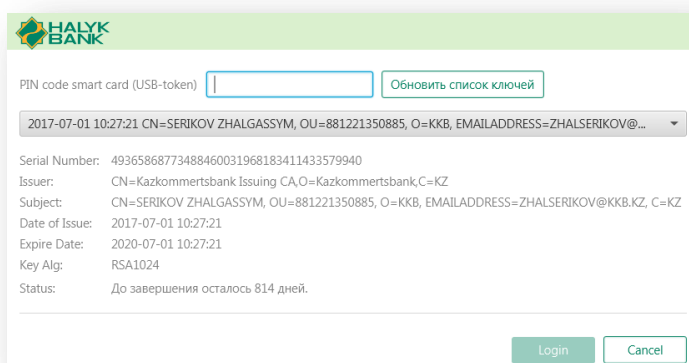 HALYK
BANK
PIN code smart card (USB-token) Обновить список ключей
2017-07-01 10:27:21 CN=SERIKOV ZHALGASSYM, OU=881221350885, O=KKB, EMAILADDRESS=ZHALSERIKOV@...
Serial Number: 493658687734884600319681834114335799​40
Issuer: CN=Kazkommertsbank Issuing CA,O=Kazkommertsbank,C=KZ
Subject: CN=SERIKOV ZHALGASSYM, OU=881221350885, O=KKB, EMAILADDRESS=ZHALSERIKOV@KKB.KZ, C=KZ
Date of Issue: 2017-07-01 10:27:21
Expire Date: 2020-07-01 10:27:21
Key Alg: RSA1024
Status: До завершения осталось 814 дней.
Login Cancel